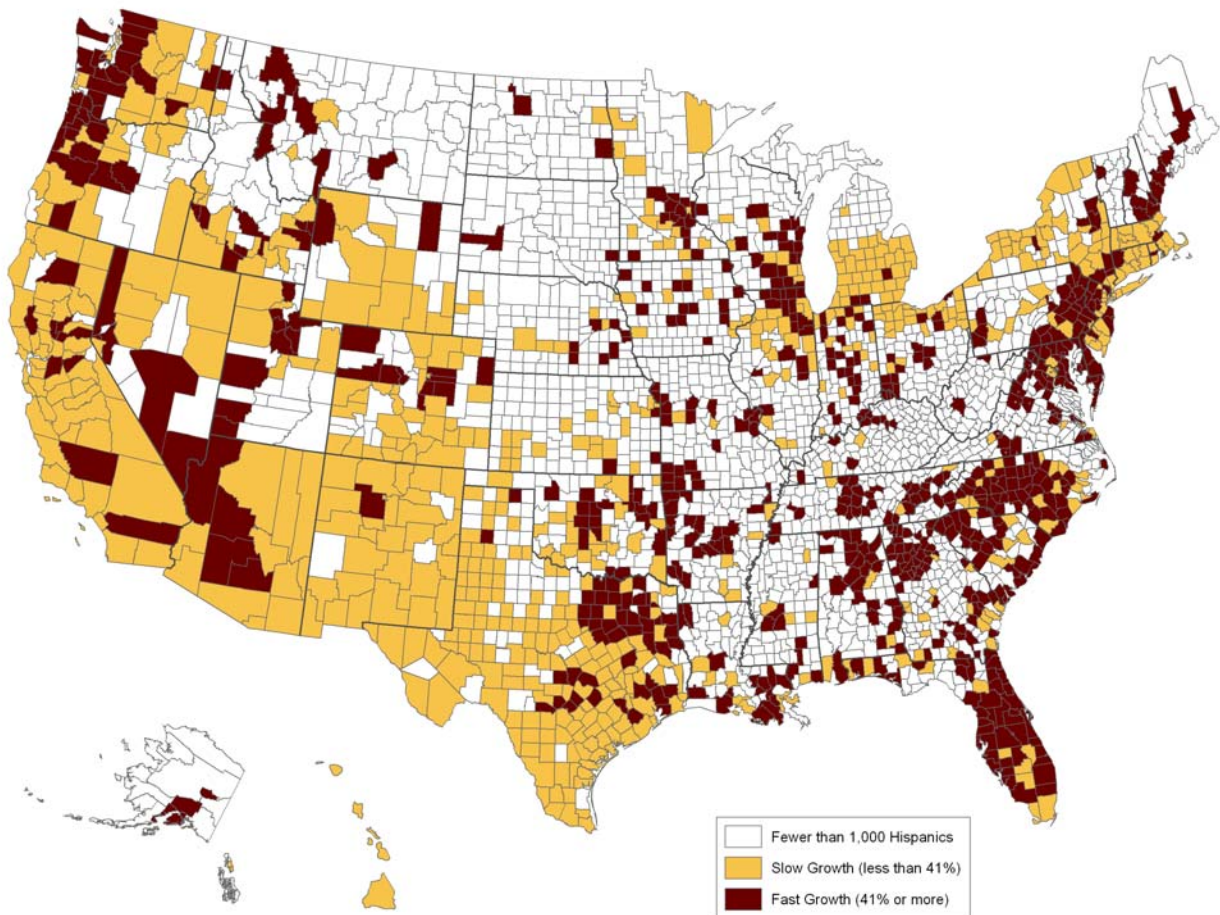 Fewer than 1,000 Hispanics
Slow Growth (less than 41%)
Fast Growth (41% or more)